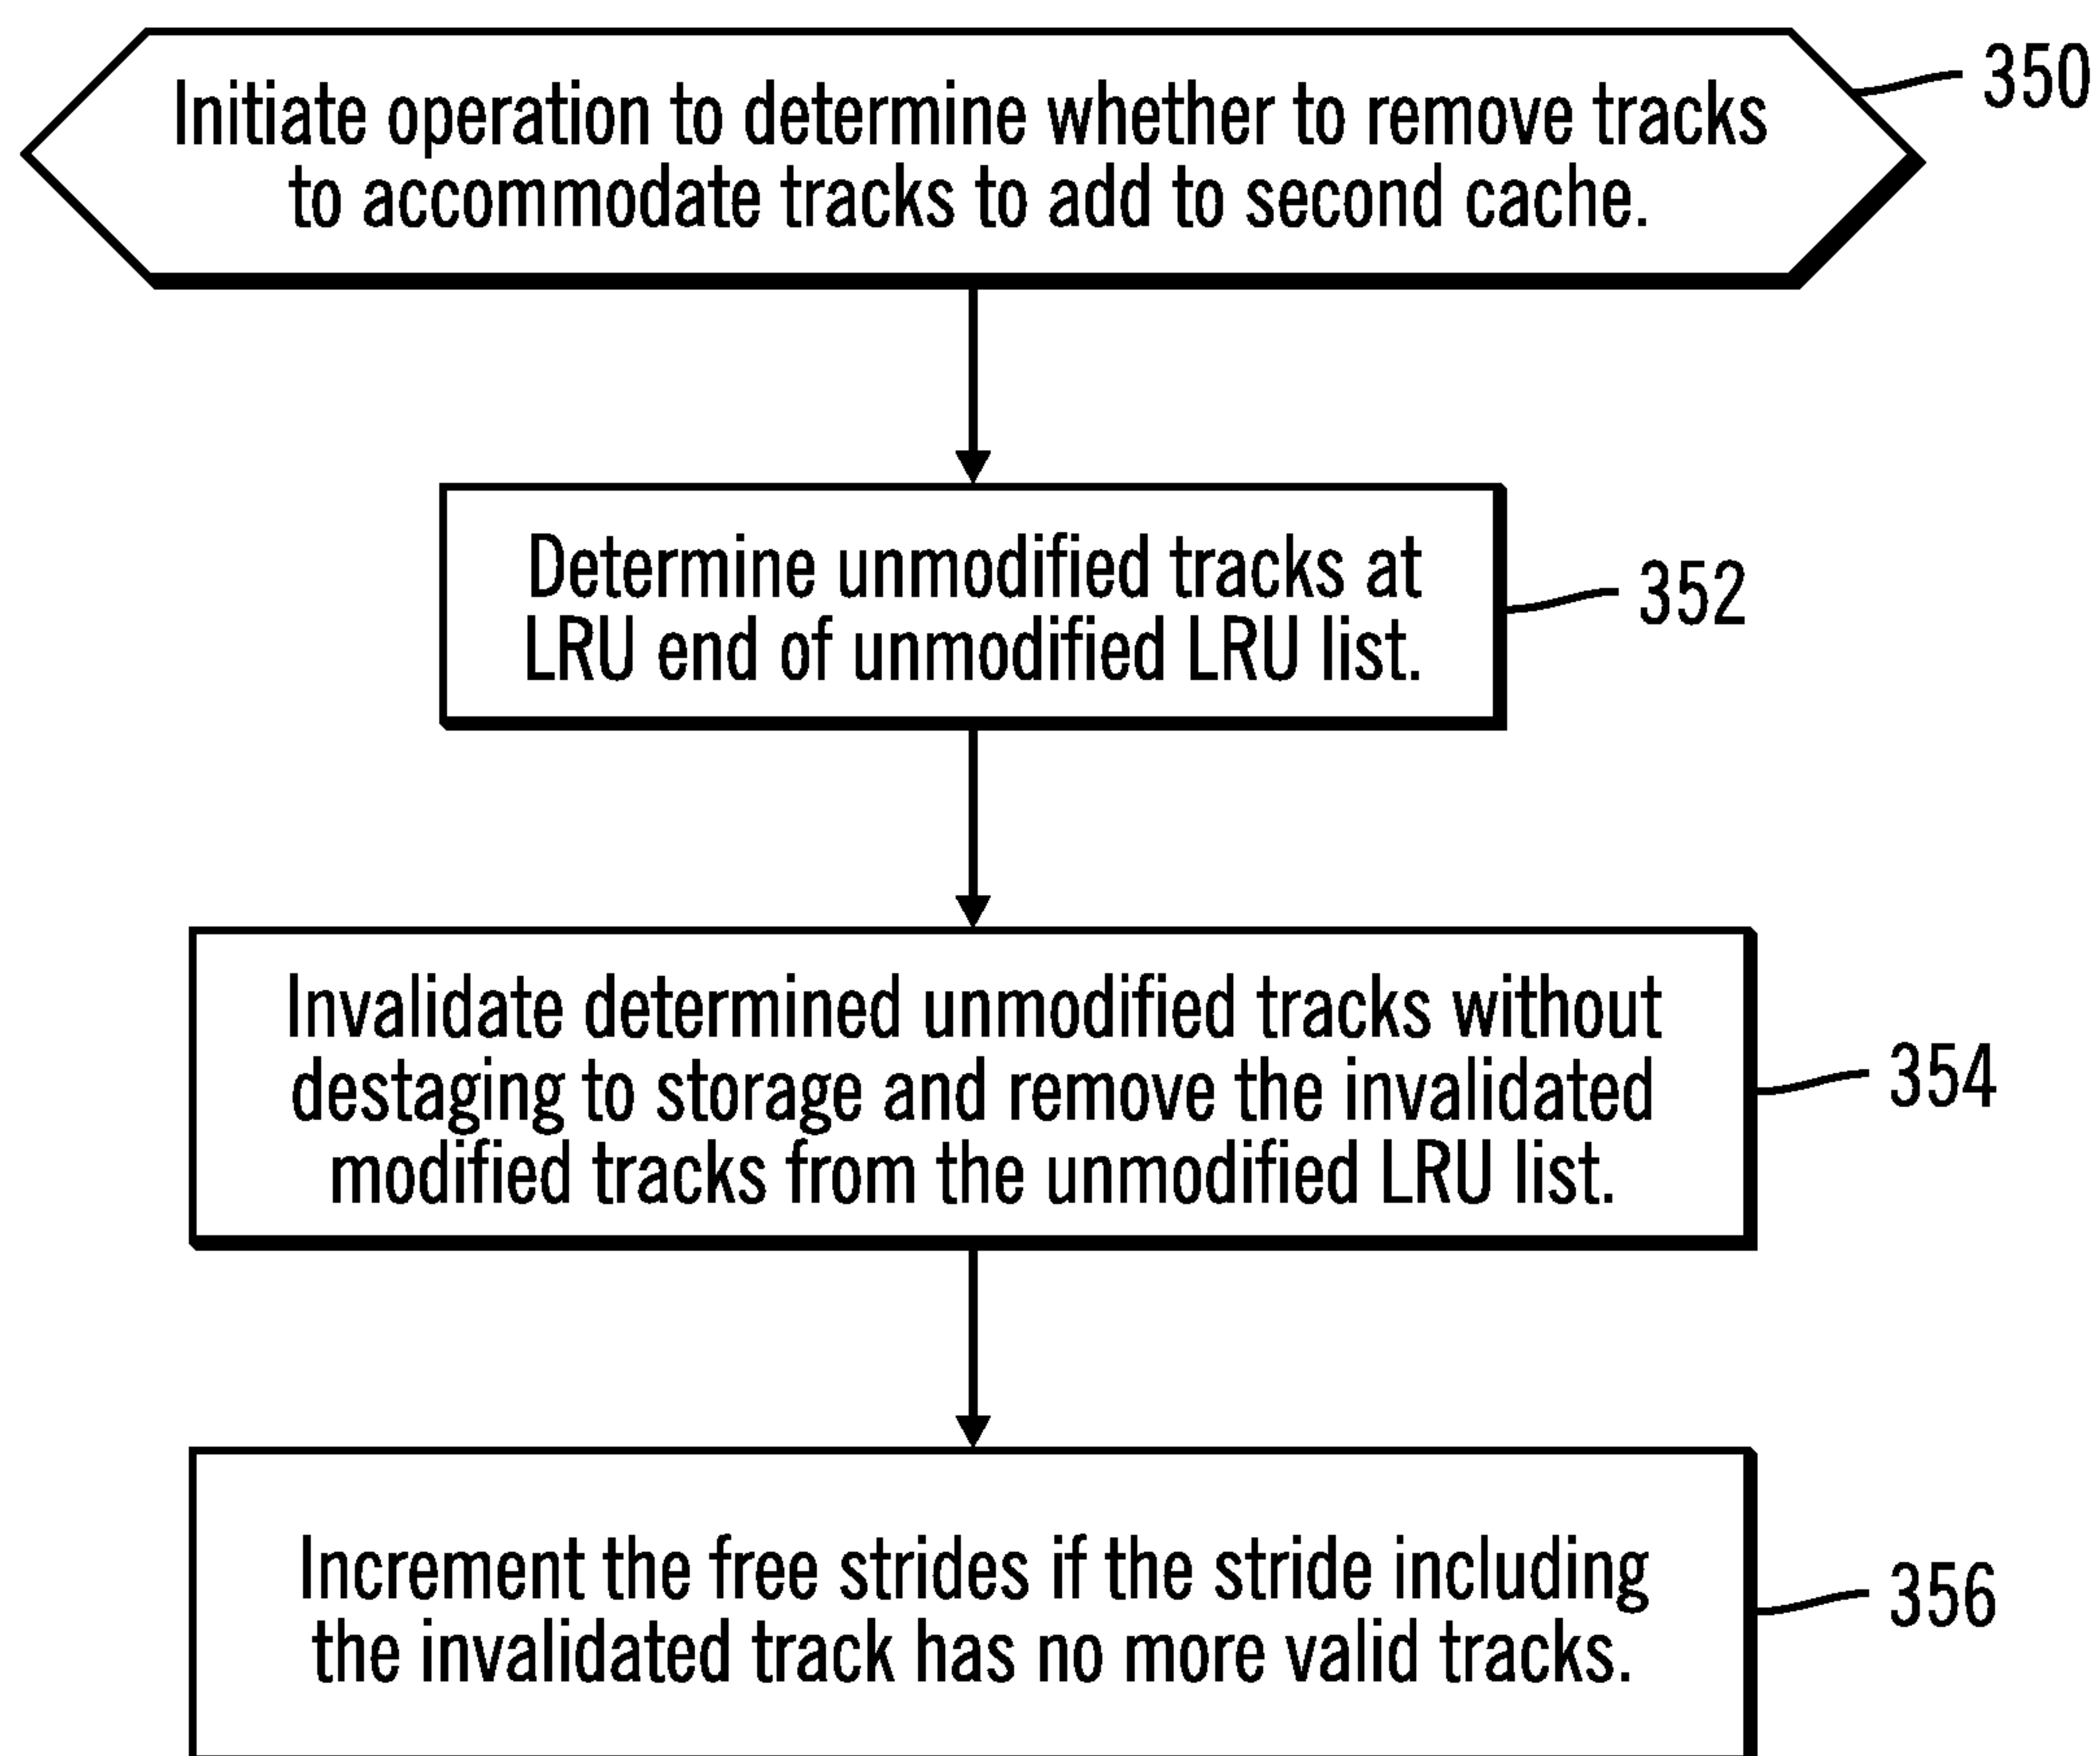 Initiate operation to determine whether to remove tracks
to accommodate tracks to add to second cache.
350
Determine unmodified tracks at
LRU end of unmodified LRU list.
352
Invalidate determined unmodified tracks without
destaging to storage and remove the invalidated
modified tracks from the unmodified LRU list.
354
Increment the free strides if the stride including
the invalidated track has no more valid tracks.
356